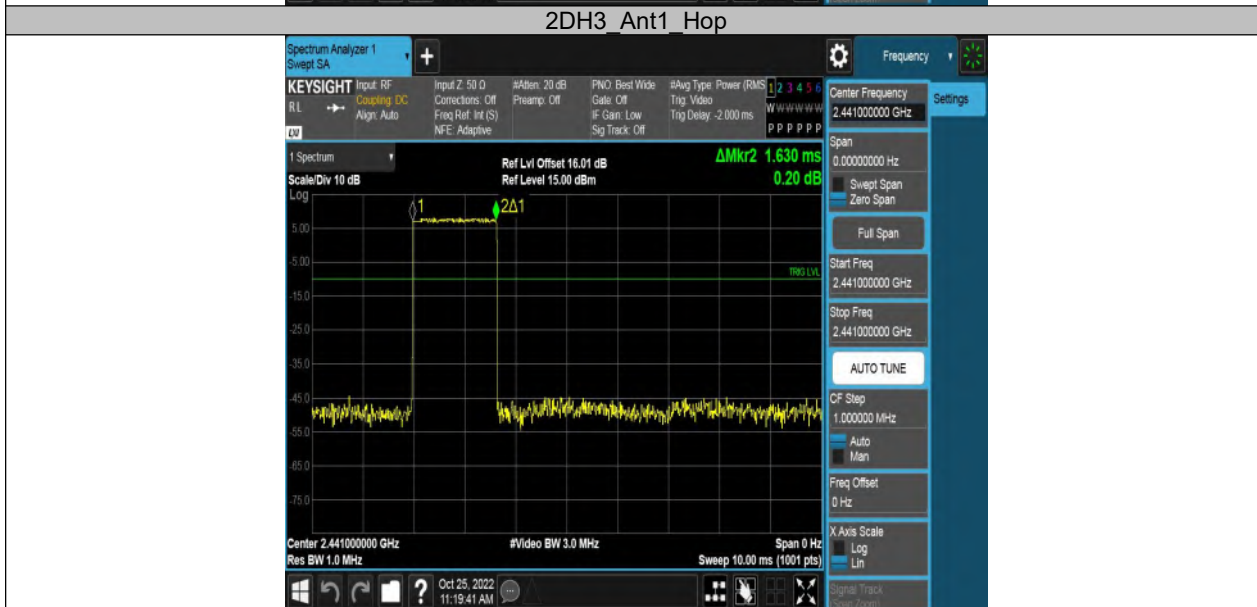 2DH3_Ant1_Hop
Spectrum Analyzer 1
Swept SA
+
Frequency
KEYSIGHT
RL
Input: RF
Coupling: DC
Align: Auto
Input Z: 50 Ω
Corrections: Off
Freq Ref: Int (S)
NFE: Adaptive
#Atten: 20 dB
Preamp: Off
PNO: Best Wide
Gate: Off
IF Gain: Low
Sig Track: Off
#Avg Type: Power (RMS
Trig: Video
Trig Delay: -2.000 ms
1 2 3 4 5 6
W W W W W W
P P P P P P
Center Frequency
2.441000000 GHz
Settings
Span
0.00000000 Hz
Swept Span
Zero Span
Full Span
Start Freq
2.441000000 GHz
Stop Freq
2.441000000 GHz
AUTO TUNE
CF Step
1.000000 MHz
Auto
Man
Freq Offset
0 Hz
X Axis Scale
Log
Lin
Signal Track
(Span Zoom)
1 Spectrum
Scale/Div 10 dB
Ref Lvl Offset 16.01 dB
Ref Level 15.00 dBm
ΔMkr2 1.630 ms
0.20 dB
Log
1
2Δ1
5.00
-5.00
TRIG LVL
-15.0
-25.0
-35.0
-45.0
-55.0
-65.0
-75.0
Center 2.441000000 GHz
Res BW 1.0 MHz
#Video BW 3.0 MHz
Span 0 Hz
Sweep 10.00 ms (1001 pts)
?
Oct 25, 2022
11:19:41 AM